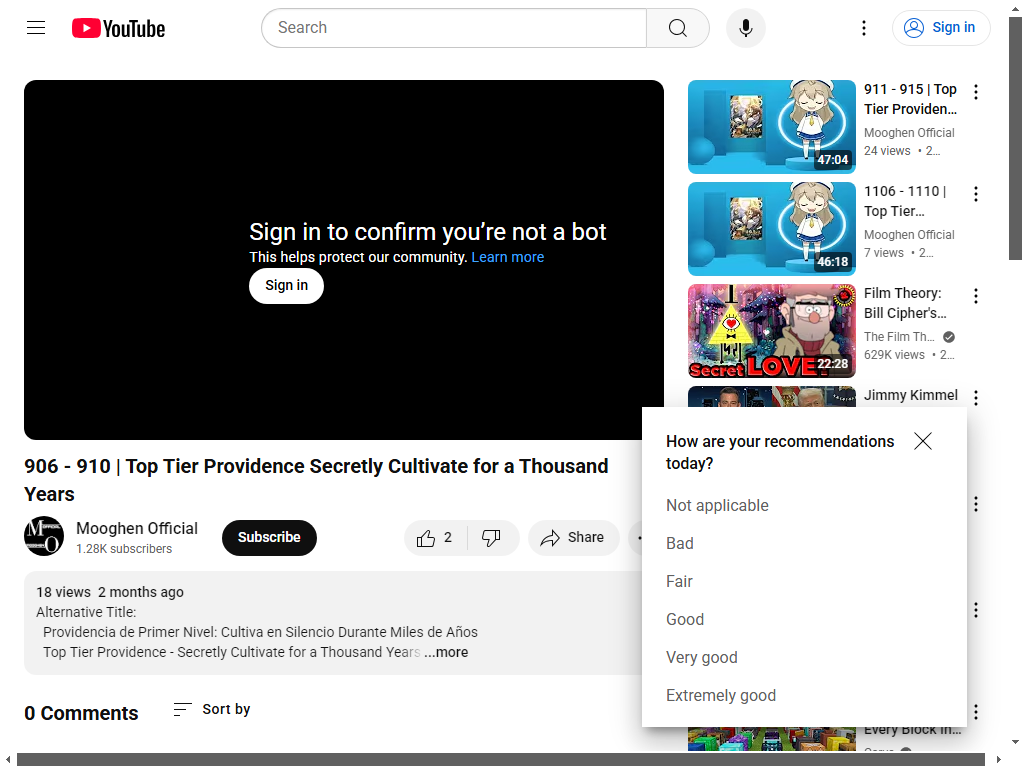 YouTube
Search
Sign in
Sign in to confirm you’re not a bot
This helps protect our community. Learn more
Sign in
906 - 910 | Top Tier Providence Secretly Cultivate for a Thousand
Years
Mooghen Official
1.28K subscribers
Subscribe
2
Share
18 views 2 months ago
Alternative Title:
Providencia de Primer Nivel: Cultiva en Silencio Durante Miles de Años
Top Tier Providence - Secretly Cultivate for a Thousand Years ...more
0 Comments
Sort by
47:04
911 - 915 | Top
Tier Providen...
Mooghen Official
24 views • 2...
46:18
1106 - 1110 |
Top Tier...
Mooghen Official
7 views • 2...
Secret LOVE
22:28
Film Theory:
Bill Cipher's...
The Film Th...
629K views • 2...
Jimmy Kimmel
How are your recommendations
today?
Not applicable
Bad
Fair
Good
Very good
Extremely good
Every Block In...